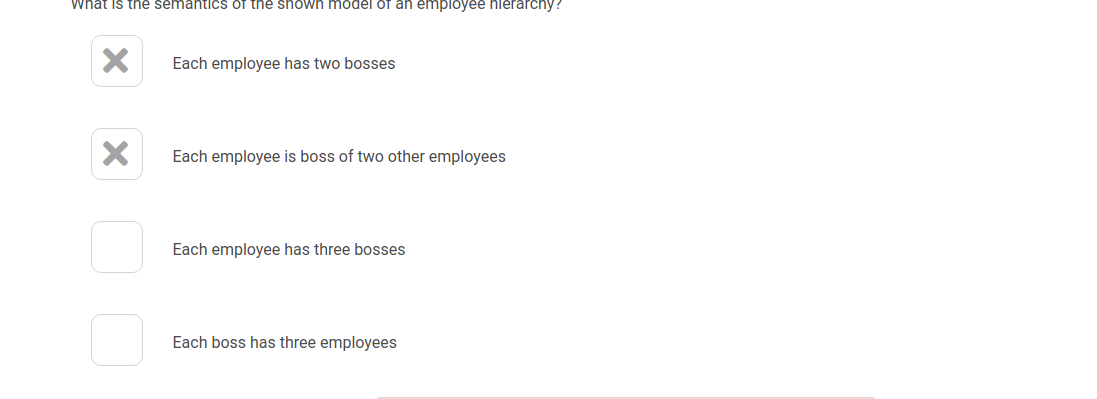 What is the semantics of the shown model of an employee hierarchy?
Each employee has two bosses
Each employee is boss of two other employees
Each employee has three bosses
Each boss has three employees